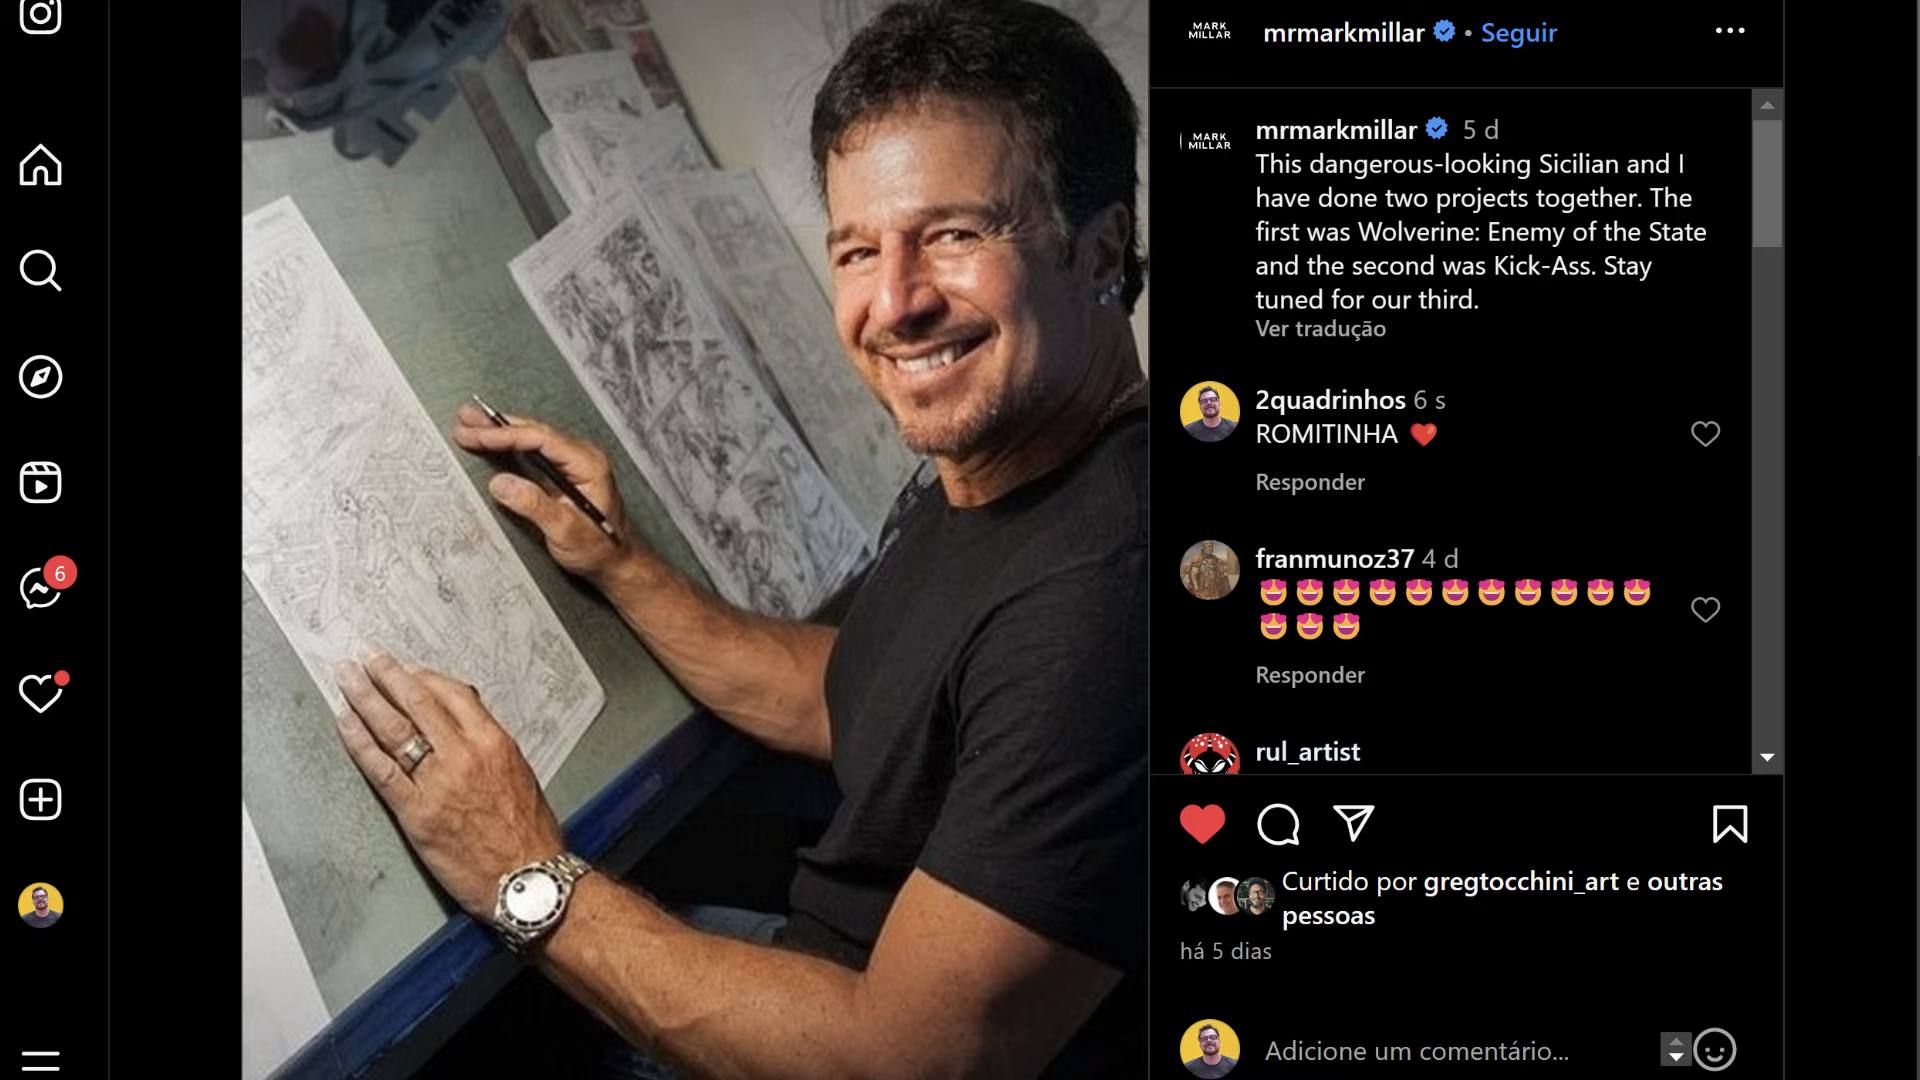 MARK
MILLAR
mrmarkmillar • Seguir
MARK
MILLAR
mrmarkmillar 5 d
This dangerous-looking Sicilian and I
have done two projects together. The
first was Wolverine: Enemy of the State
and the second was Kick-Ass. Stay
tuned for our third.
Ver tradução
2quadrinhos 6 s
ROMITINHA ❤️
Responder
franmunoz37 4 d
😍😍😍😍😍😍😍😍😍😍😍
😍😍😍
Responder
rul_artist
6
Curtido por gregtocchini_art e outras
pessoas
há 5 dias
Adicione um comentário...